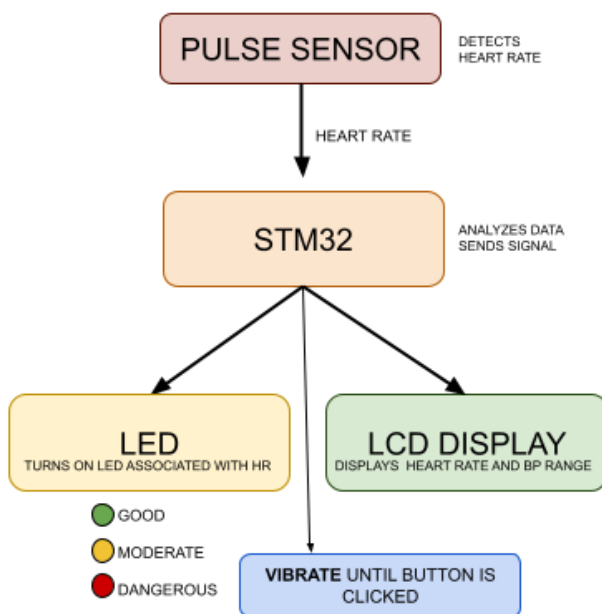 PULSE SENSOR
DETECTS
HEART RATE
HEART RATE
STM32
ANALYZES DATA
SENDS SIGNAL
LED
TURNS ON LED ASSOCIATED WITH HR
LCD DISPLAY
DISPLAYS HEART RATE AND BP RANGE
GOOD
MODERATE
DANGEROUS
VIBRATE UNTIL BUTTON IS
CLICKED